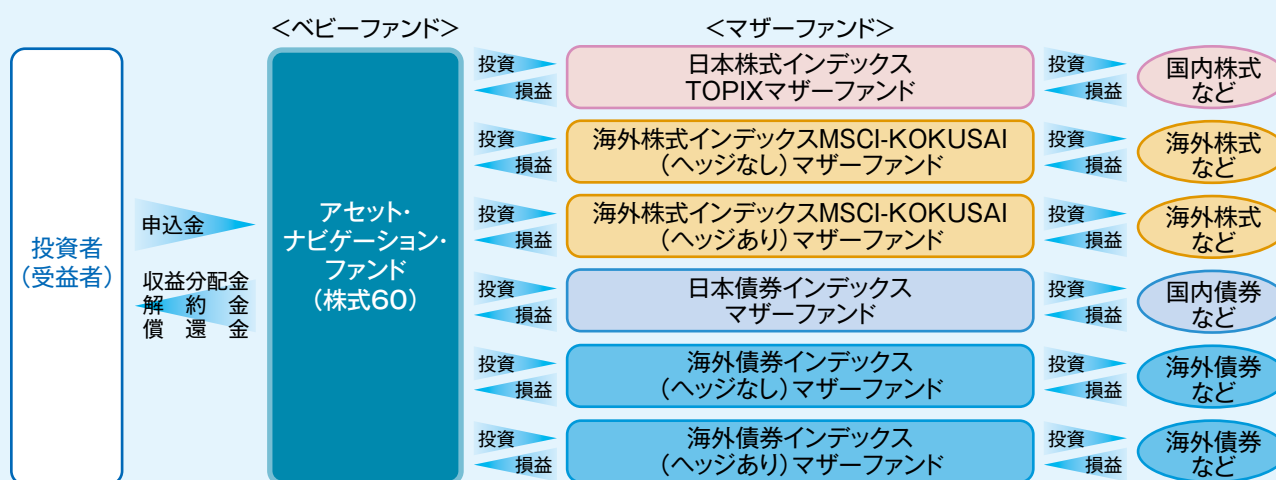 <ベビーファンド>
<マザーファンド>
投資者
(受益者)
申込金
収益分配金
解約金
償還金
アセット・
ナビゲーション・
ファンド
(株式60)
投資
損益
日本株式インデックス
TOPIXマザーファンド
投資
損益
国内株式
など
投資
損益
海外株式インデックスMSCI-KOKUSAI
(ヘッジなし)マザーファンド
投資
損益
海外株式
など
投資
損益
海外株式インデックスMSCI-KOKUSAI
(ヘッジあり)マザーファンド
投資
損益
海外株式
など
投資
損益
日本債券インデックス
マザーファンド
投資
損益
国内債券
など
投資
損益
海外債券インデックス
(ヘッジなし)マザーファンド
投資
損益
海外債券
など
投資
損益
海外債券インデックス
(ヘッジあり)マザーファンド
投資
損益
海外債券
など